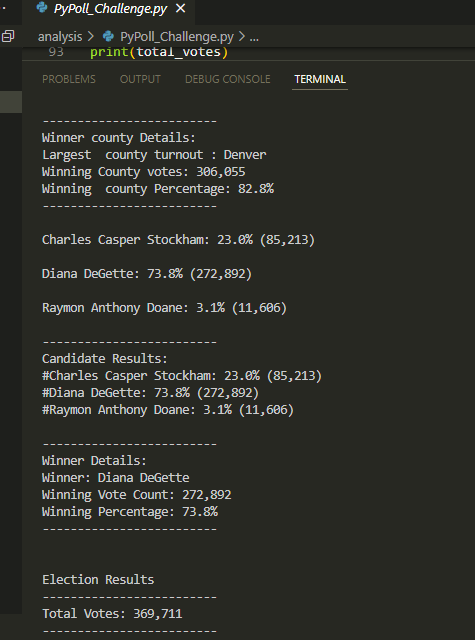 PyPoll_Challenge.py
analysis > PyPoll_Challenge.py > ...
93 print(total_votes)
PROBLEMS OUTPUT DEBUG CONSOLE TERMINAL
-------------------------
Winner county Details:
Largest  county turnout : Denver
Winning County votes: 306,055
Winning  county Percentage: 82.8%
-------------------------
Charles Casper Stockham: 23.0% (85,213)
Diana DeGette: 73.8% (272,892)
Raymon Anthony Doane: 3.1% (11,606)
-------------------------
Candidate Results:
#Charles Casper Stockham: 23.0% (85,213)
#Diana DeGette: 73.8% (272,892)
#Raymon Anthony Doane: 3.1% (11,606)
-------------------------
Winner Details:
Winner: Diana DeGette
Winning Vote Count: 272,892
Winning Percentage: 73.8%
-------------------------
Election Results
-------------------------
Total Votes: 369,711
-------------------------